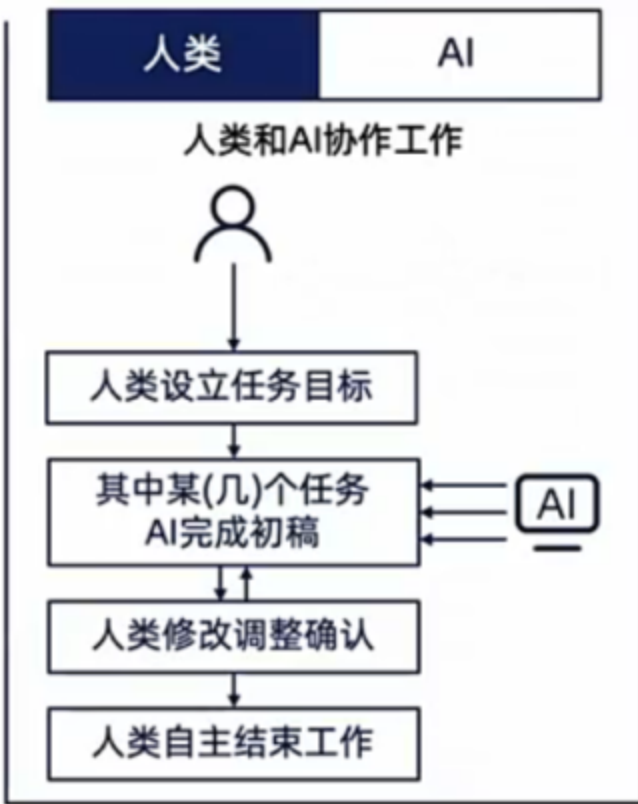 人类
AI
人类和AI协作工作
人类设立任务目标
其中某(几)个任务
AI完成初稿
AI
人类修改调整确认
人类自主结束工作